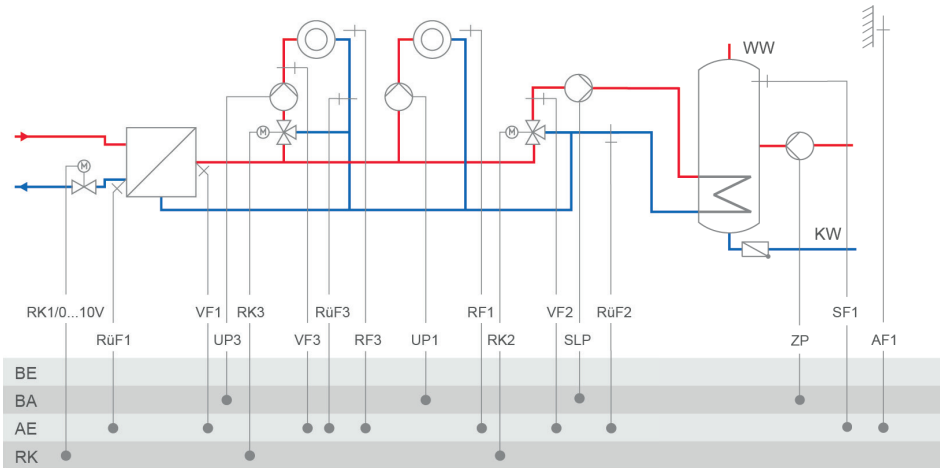 WW
M
M
M
KW
RK1/0...10V VF1 RK3 RüF3 RF1 VF2 RüF2 SF1
RüF1 UP3 VF3 RF3 UP1 RK2 SLP ZP AF1
BE
BA
AE
RK